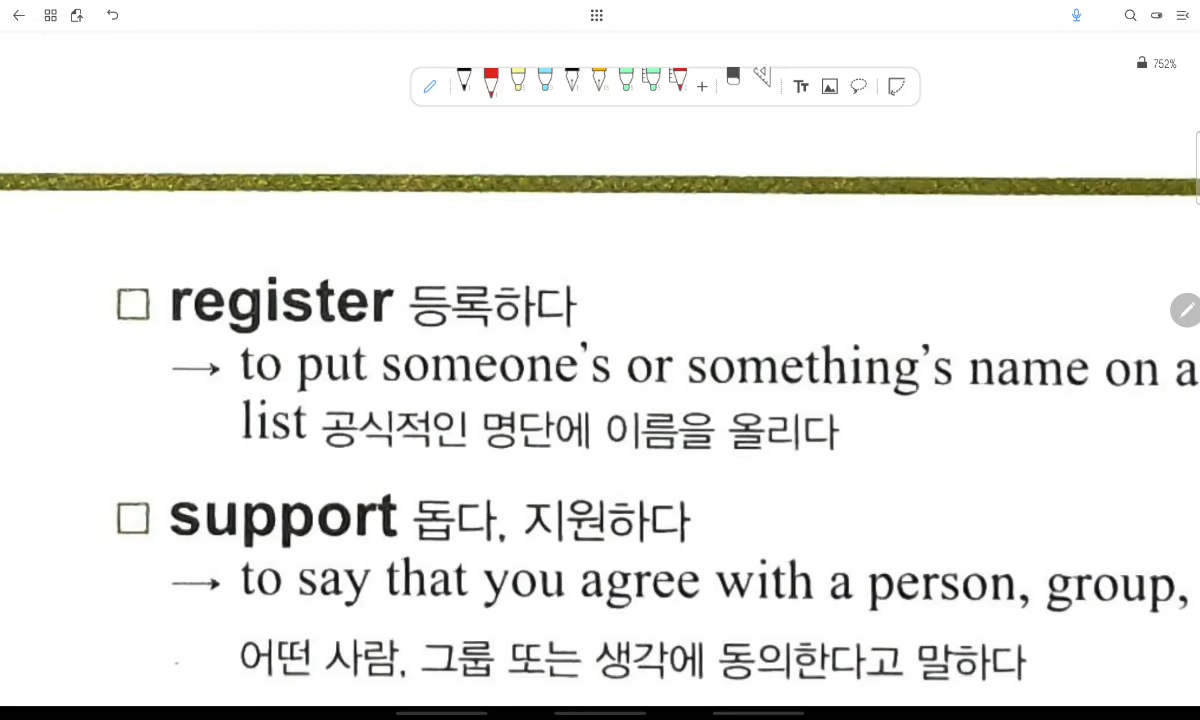 752%
□ register 등록하다
→ to put someone's or something's name on a
list 공식적인 명단에 이름을 올리다
□ support 돕다, 지원하다
→ to say that you agree with a person, group,
어떤 사람, 그룹 또는 생각에 동의한다고 말하다